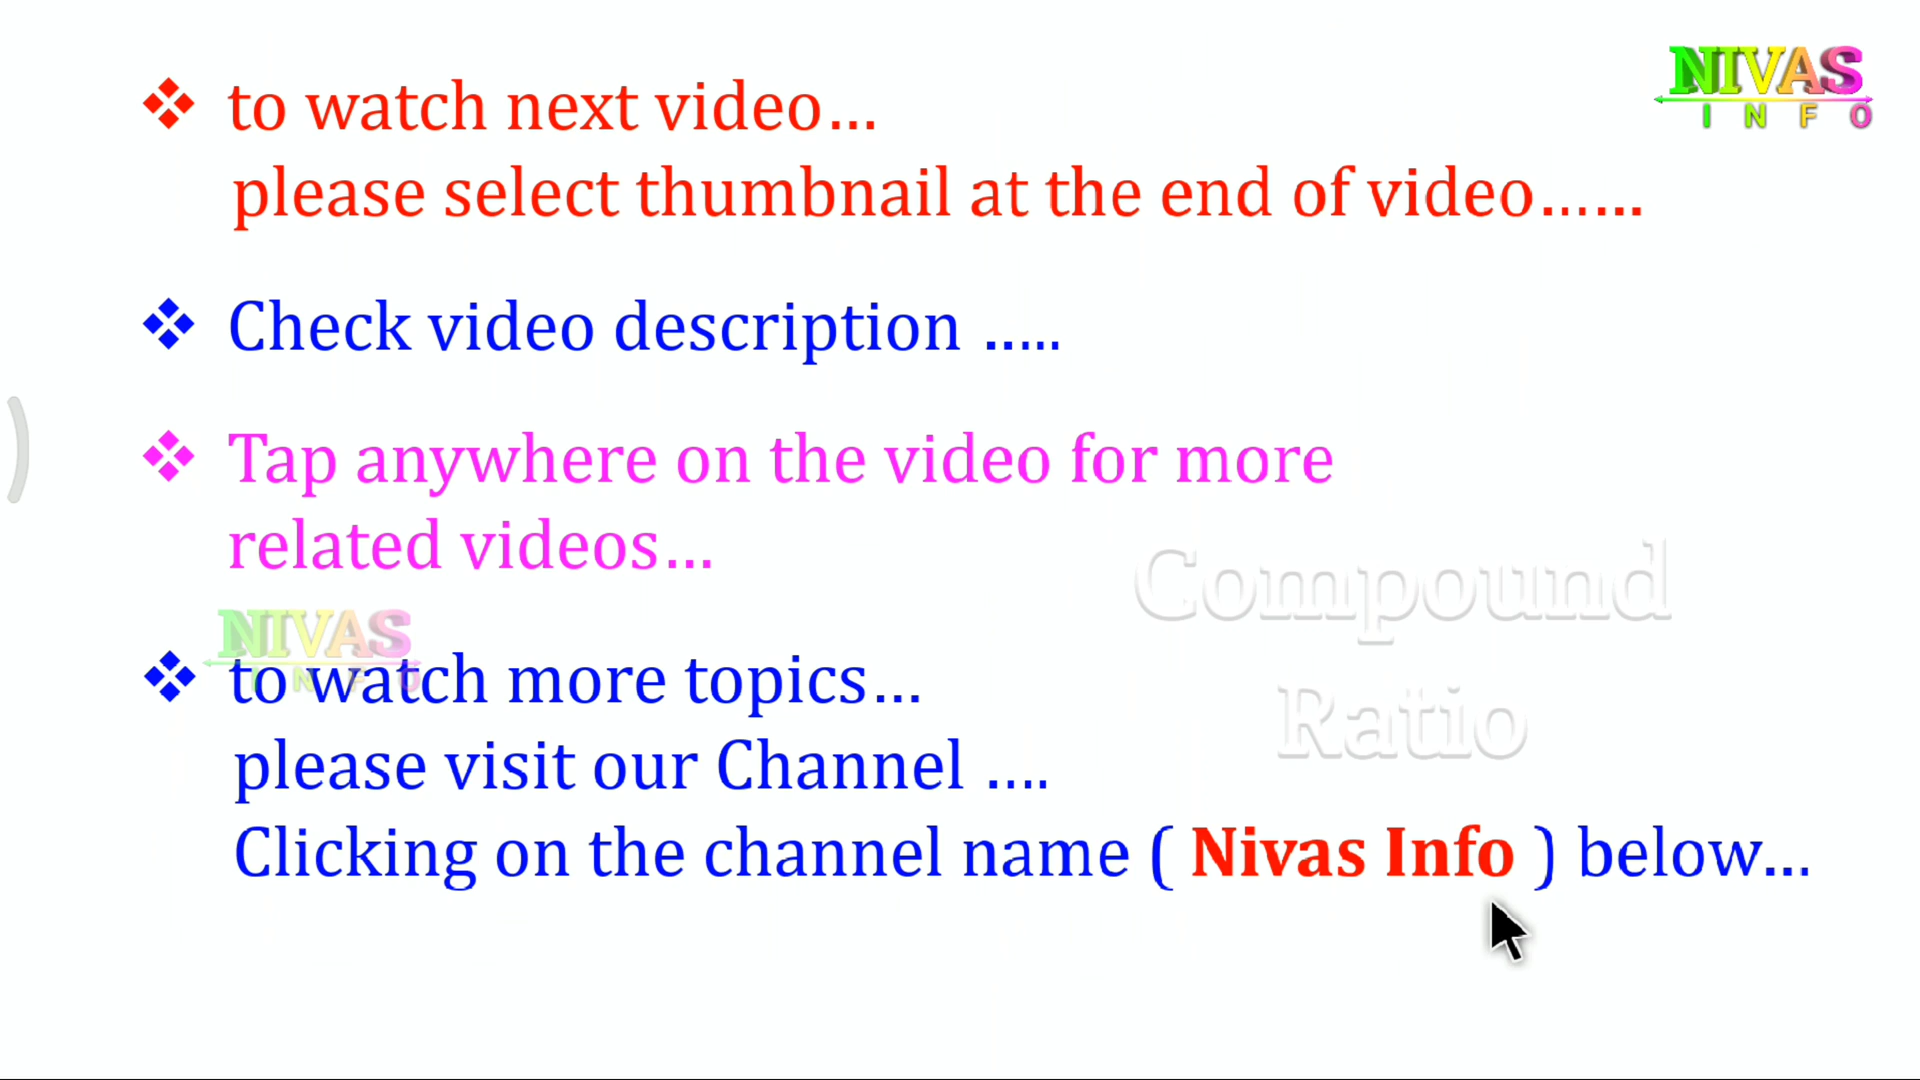 NIVAS
INFO
❖ to watch next video...
please select thumbnail at the end of video......
❖ Check video description .....
❖ Tap anywhere on the video for more
related videos...
Compound
Ratio
NIVAS
INFO
❖ to watch more topics...
please visit our Channel ....
Clicking on the channel name ( Nivas Info ) below...